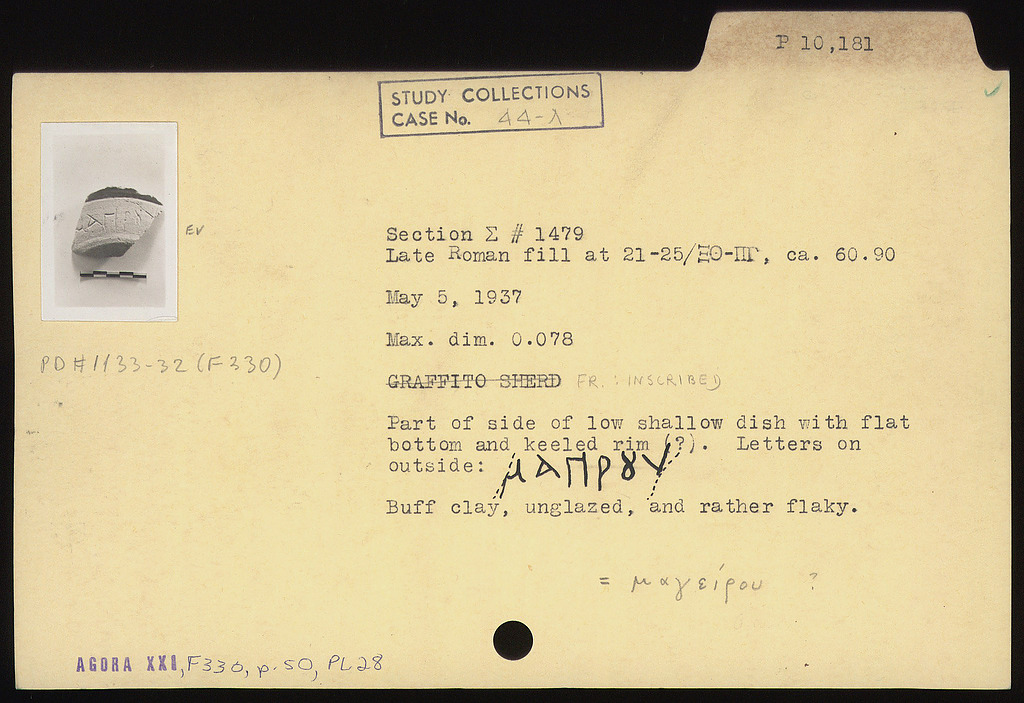 P 10,181
STUDY COLLECTIONS
CASE No. 44-λ
EV
Section Σ # 1479
Late Roman fill at 21-25/ΞΘ-ΠΓ, ca. 60.90
May 5, 1937
Max. dim. 0.078
PD#1133-32 (F330)
GRAFFITO SHERD FR.: INSCRIBED
Part of side of low shallow dish with flat
bottom and keeled rim (?). Letters on
outside: μαΠρȣν
Buff clay, unglazed, and rather flaky.
= μαγείρου ?
AGORA XXI, F330, p. 50, PL 28